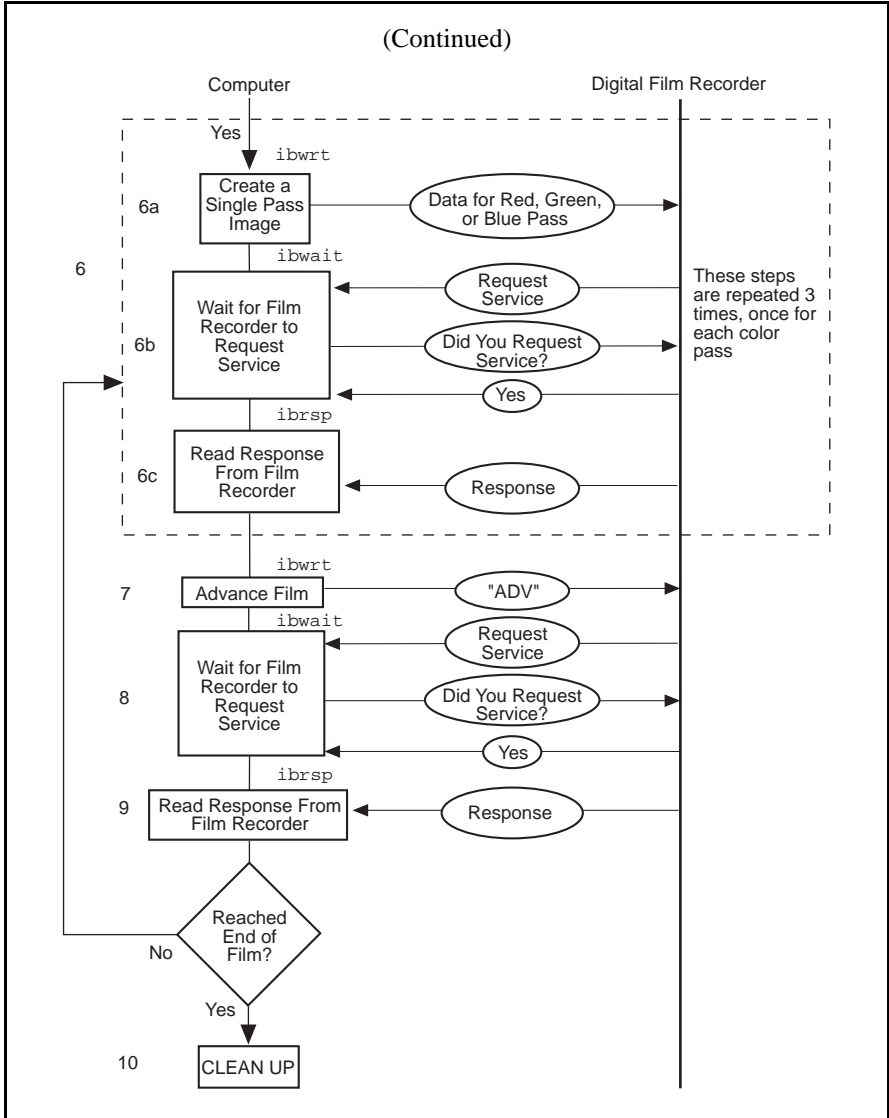 (Continued)
Computer
Digital Film Recorder
Yes
ibwrt
6a
Create a
Single Pass
Image
Data for Red, Green,
or Blue Pass
ibwait
6
Request
Service
These steps
are repeated 3
times, once for
each color
pass
6b
Wait for Film
Recorder to
Request
Service
Did You Request
Service?
Yes
ibrsp
6c
Read Response
From Film
Recorder
Response
ibwrt
7
Advance Film
"ADV"
ibwait
Request
Service
8
Wait for Film
Recorder to
Request
Service
Did You Request
Service?
Yes
ibrsp
9
Read Response From
Film Recorder
Response
Reached
End of
Film?
No
Yes
10
CLEAN UP